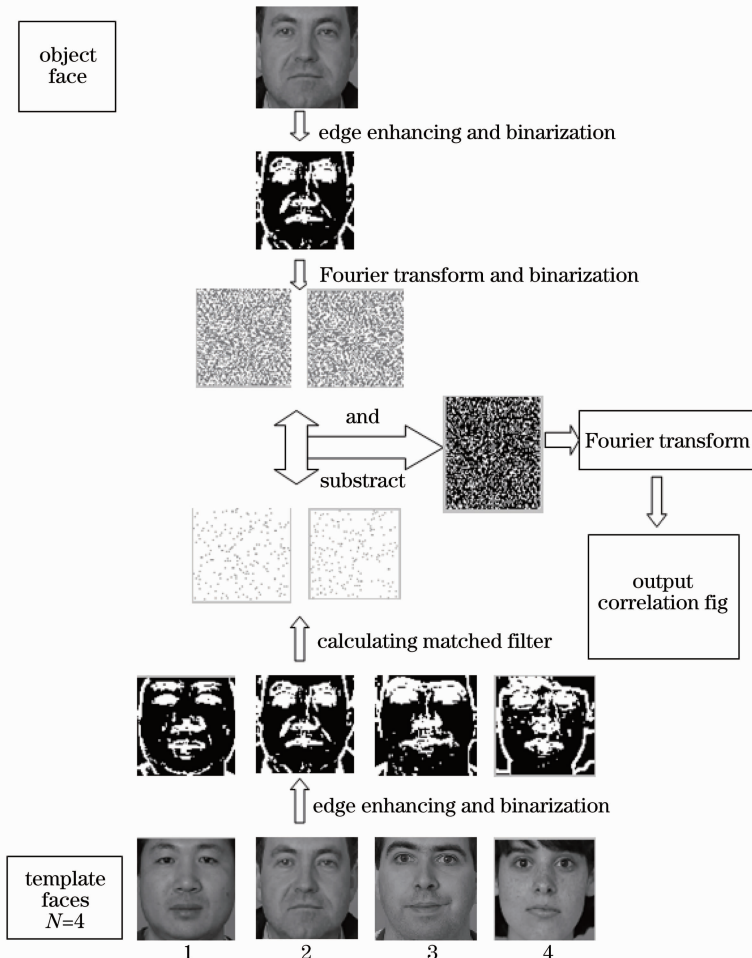 object
face
edge enhancing and binarization
Fourier transform and binarization
and
substract
Fourier transform
output
correlation fig
calculating matched filter
edge enhancing and binarization
template
faces
N=4
1 2 3 4